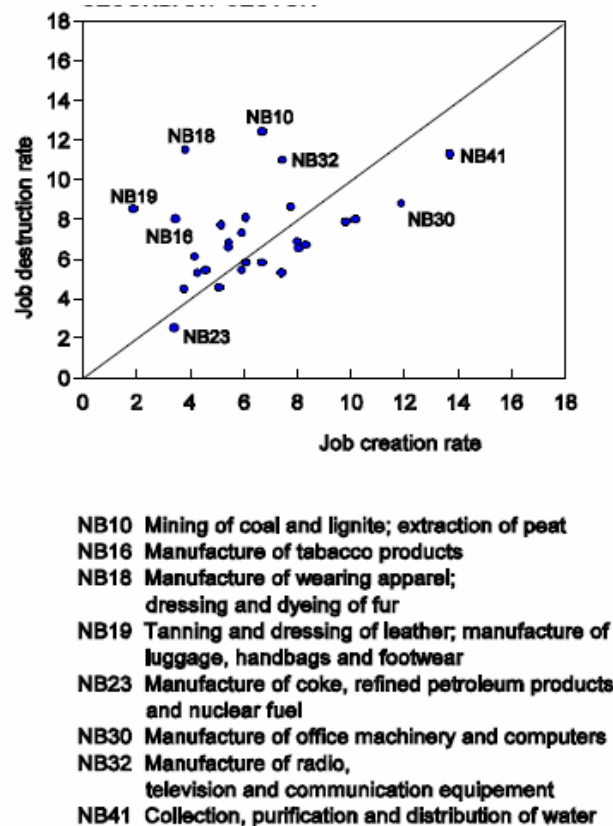 18
16
14
12
10
8
6
4
2
0
Job destruction rate
NB10
NB18
NB32
NB41
NB19
NB30
NB16
NB23
0 2 4 6 8 10 12 14 16 18
Job creation rate
NB10 Mining of coal and lignite; extraction of peat
NB16 Manufacture of tabacco products
NB18 Manufacture of wearing apparel;
dressing and dyeing of fur
NB19 Tanning and dressing of leather; manufacture of
luggage, handbags and footwear
NB23 Manufacture of coke, refined petroleum products
and nuclear fuel
NB30 Manufacture of office machinery and computers
NB32 Manufacture of radio,
television and communication equipement
NB41 Collection, purification and distribution of water